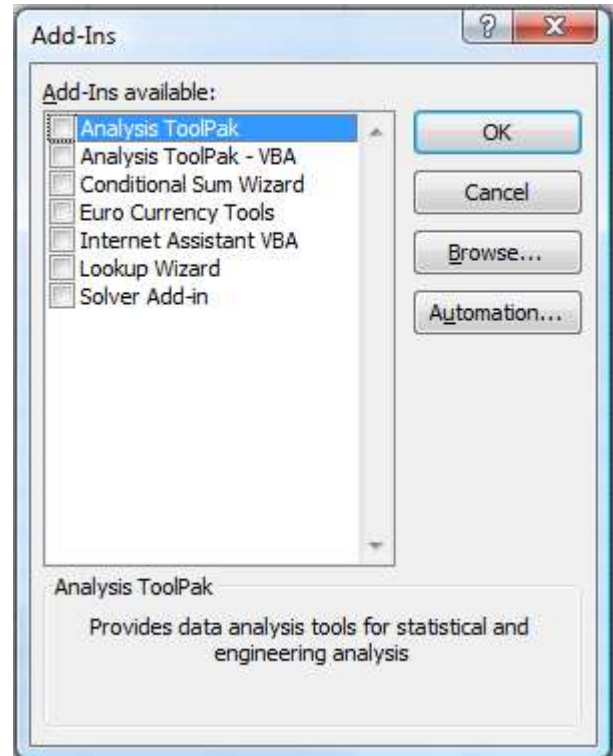 Add-Ins
?
X
Add-Ins available:
Analysis ToolPak
Analysis ToolPak - VBA
Conditional Sum Wizard
Euro Currency Tools
Internet Assistant VBA
Lookup Wizard
Solver Add-in
OK
Cancel
Browse...
Automation...
Analysis ToolPak
Provides data analysis tools for statistical and
engineering analysis